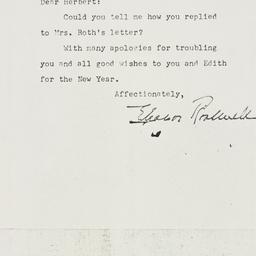 Dear Herbert:
Could you tell me how you replied
to Mrs. Roth's letter?
With many apologies for troubling
you and all good wishes to you and Edith
for the New Year.
Affectionately,
Eleanor Roosevelt